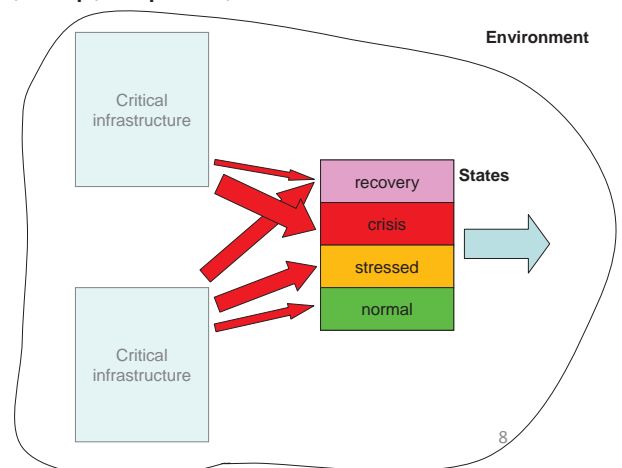 Environment
Critical
infrastructure
recovery
States
crisis
stressed
normal
Critical
infrastructure
8